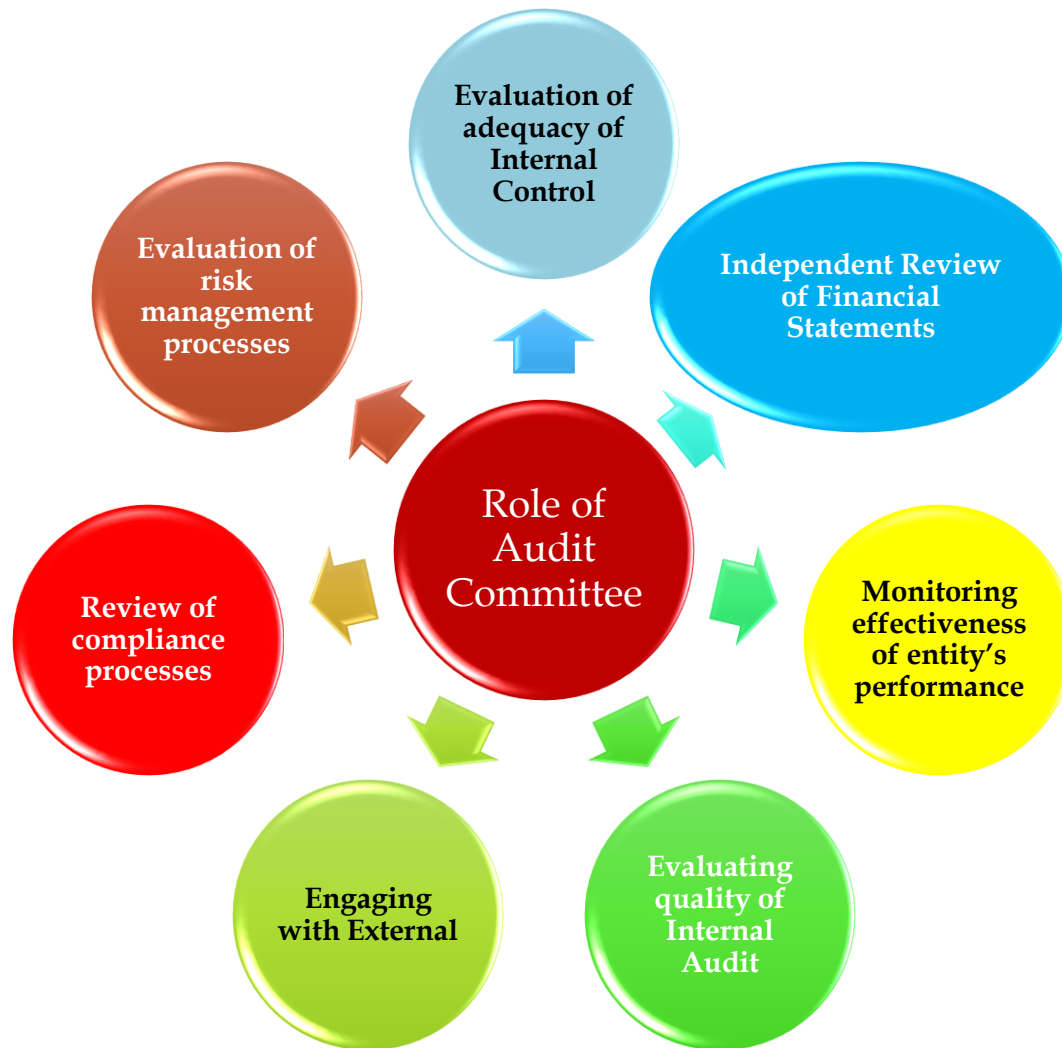 Evaluation of
adequacy of
Internal
Control
Independent Review
of Financial
Statements
Monitoring
effectiveness
of entity’s
performance
Evaluating
quality of
Internal
Audit
Engaging
with External
Review of
compliance
processes
Evaluation of
risk
management
processes
Role of
Audit
Committee